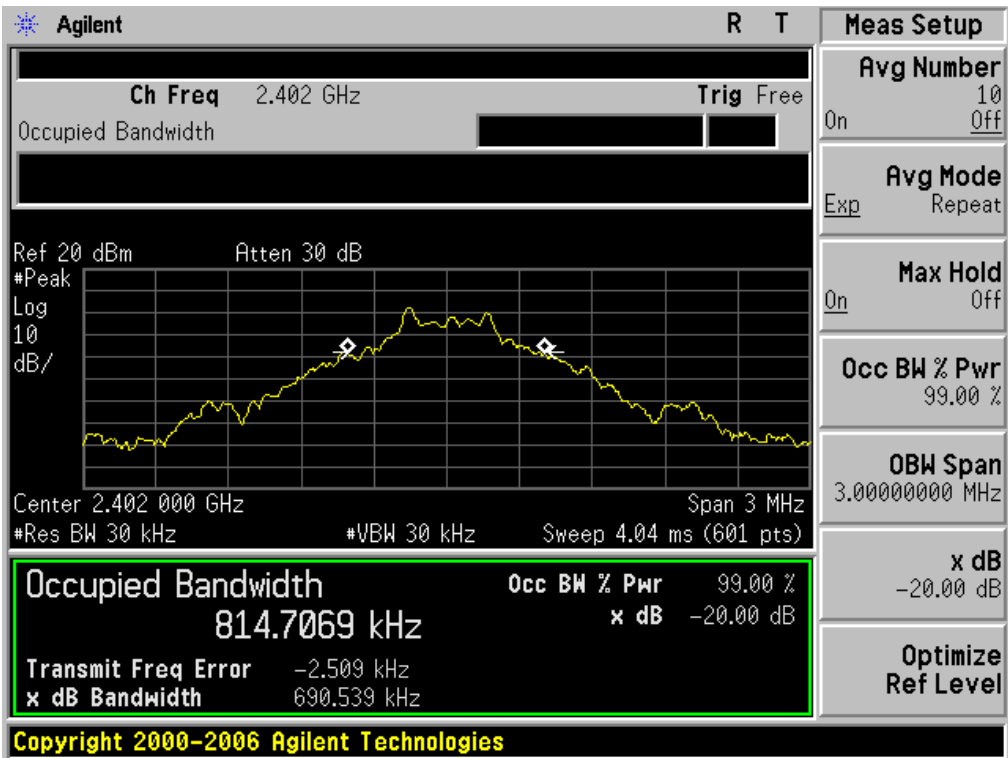 Agilent R T
Ch Freq 2.402 GHz Trig Free
Occupied Bandwidth
Ref 20 dBm Atten 30 dB
#Peak
Log
10
dB/
Center 2.402 000 GHz Span 3 MHz
#Res BW 30 kHz #VBW 30 kHz Sweep 4.04 ms (601 pts)
Occupied Bandwidth
814.7069 kHz
Occ BW % Pwr 99.00 %
x dB -20.00 dB
Transmit Freq Error -2.509 kHz
x dB Bandwidth 690.539 kHz
Copyright 2000-2006 Agilent Technologies
Meas Setup
Avg Number
10
On Off
Avg Mode
Exp Repeat
Max Hold
On Off
Occ BW % Pwr
99.00 %
OBW Span
3.00000000 MHz
x dB
-20.00 dB
Optimize
Ref Level